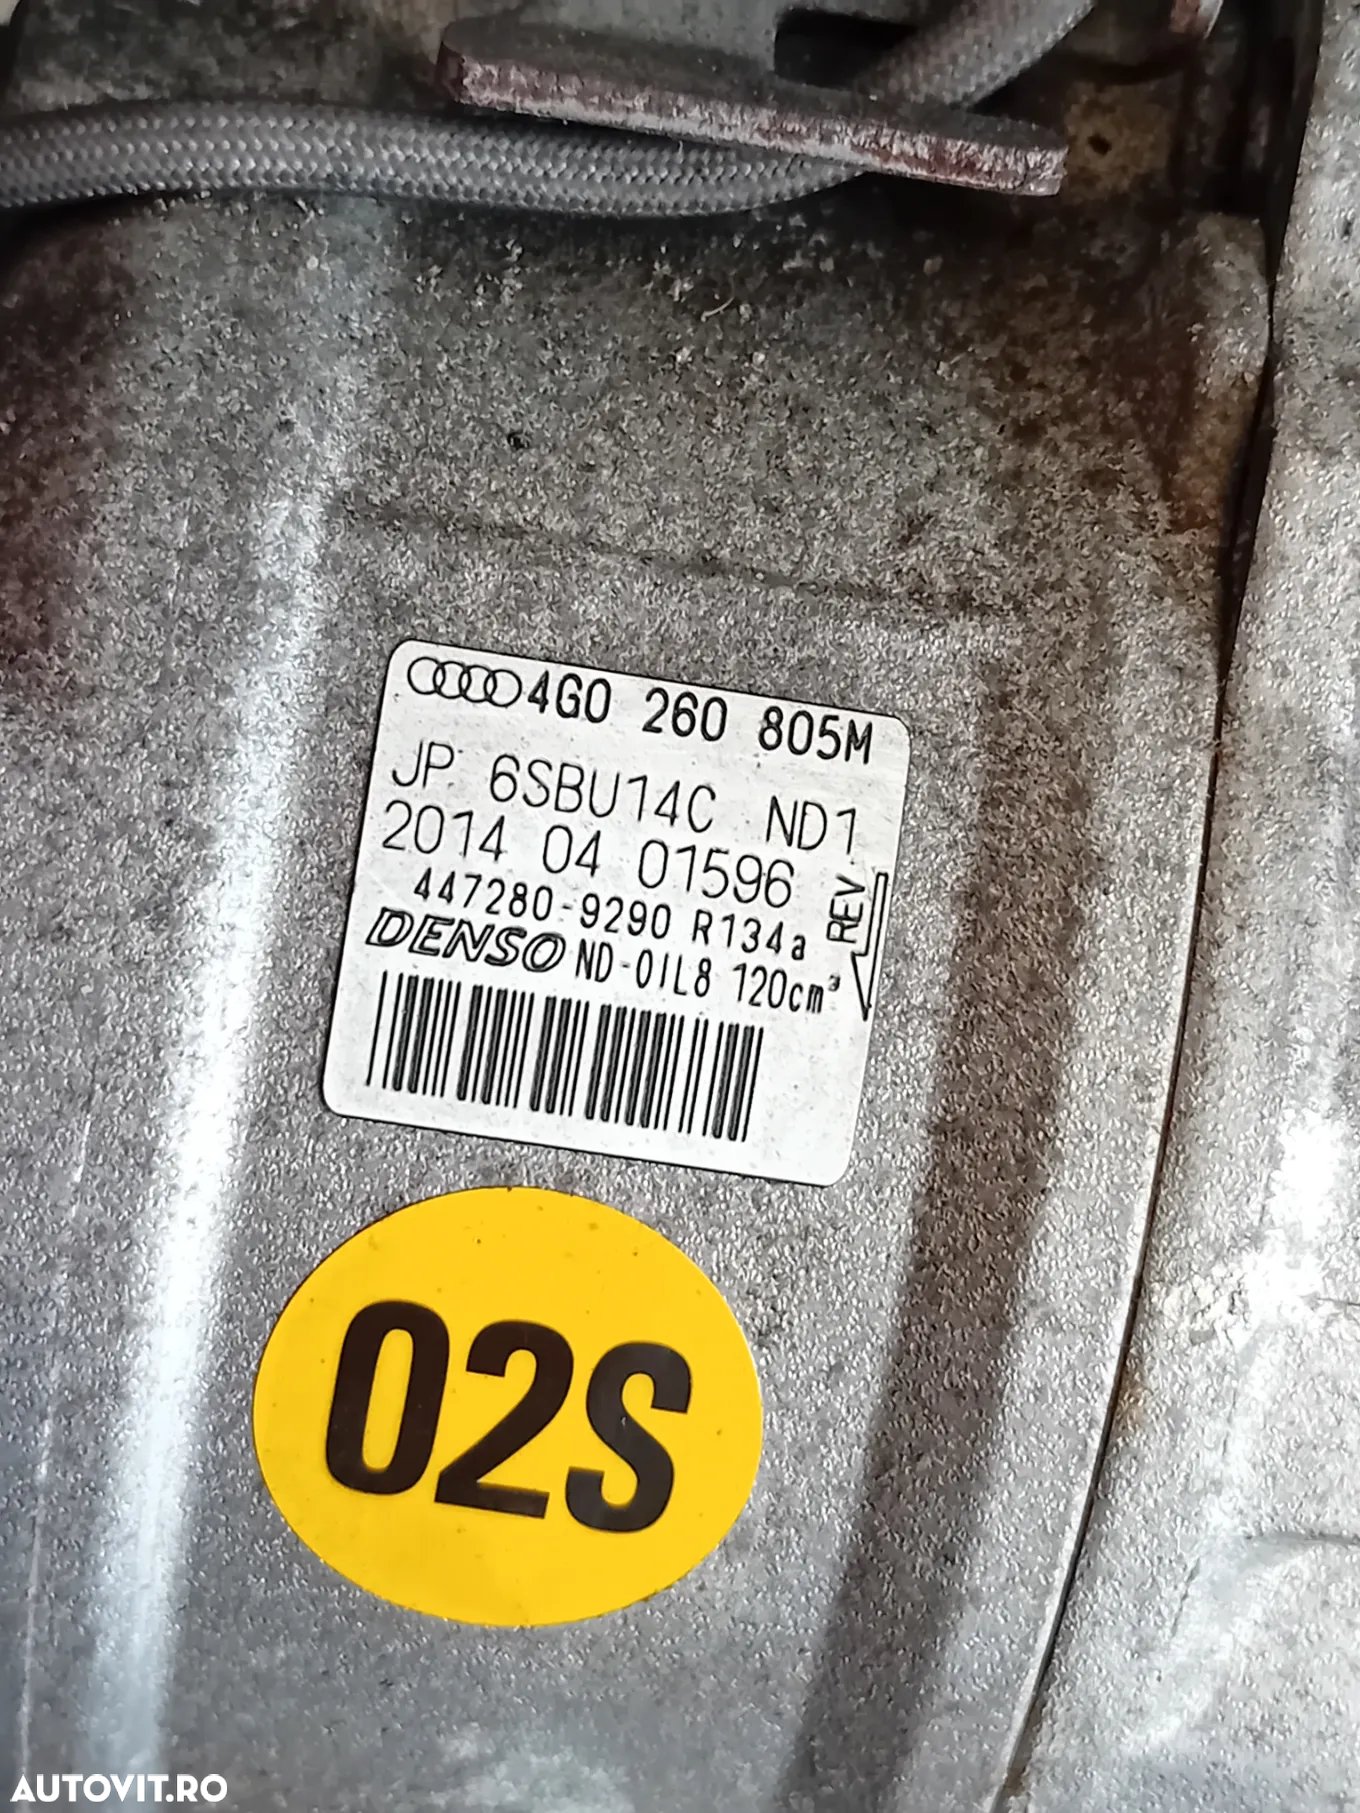 4G0 260 805M
JP 6SBU14C ND1
2014 04 01596
447280-9290 R134a
DENSO ND-OIL8 120cm³
REV
02S
AUTOVIT.RO